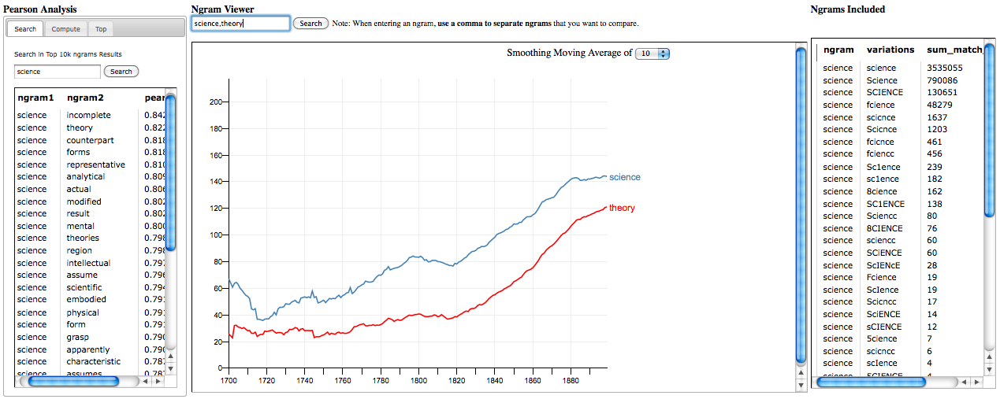 Pearson Analysis
Search Compute Top
Search in Top 10k ngrams Results
science Search
ngram1 ngram2 pear
science incomplete 0.842
science theory 0.822
science counterpart 0.818
science forms 0.818
science representative 0.810
science analytical 0.809
science actual 0.806
science modified 0.802
science result 0.802
science mental 0.800
science theories 0.798
science region 0.798
science intellectual 0.797
science assume 0.796
science scientific 0.794
science embodied 0.791
science physical 0.791
science form 0.791
science grasp 0.790
science apparently 0.790
science characteristic 0.787
science assumes 0.787
Ngram Viewer
science,theory Search Note: When entering an ngram, use a comma to separate ngrams that you want to compare.
Smoothing Moving Average of 10
200
180
160
140
120
100
80
60
40
20
0
1700 1720 1740 1760 1780 1800 1820 1840 1860 1880
science
theory
Ngrams Included
ngram variations sum_match_
science science 3535055
science Science 790086
science SCIENCE 130651
science fcience 48279
science scicnce 1637
science Scicnce 1203
science fcicnce 461
science fciencc 456
science Sc1ence 239
science sc1ence 182
science 8cience 162
science SC1ENCE 138
science Sciencc 80
science 8CIENCE 76
science sciencc 60
science SCiENCE 60
science ScIENcE 28
science Fcience 19
science ScIence 19
science Scicncc 17
science SciENCE 14
science sCIENCE 12
science 5cience 7
science scicncc 6
science scIence 4
science 5CIENCE 4